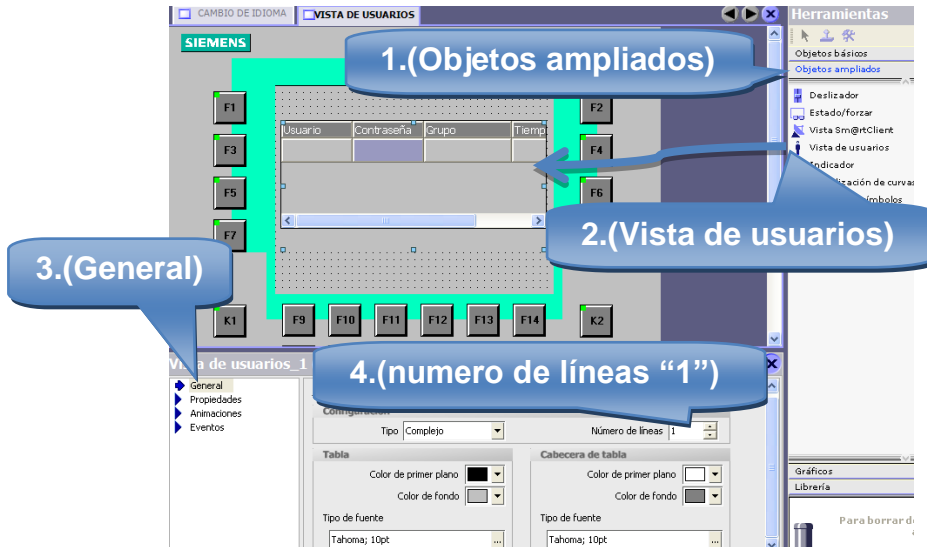 CAMBIO DE IDIOMA
VISTA DE USUARIOS
Herramientas
SIEMENS
1.(Objetos ampliados)
Objetos básicos
Objetos ampliados
Deslizador
Estado/forzar
Vista Sm@rtClient
Vista de usuarios
F1
F2
Usuario Contraseña Grupo Tiemp
F3
F4
F5
F6
F7
2.(Vista de usuarios)
3.(General)
K1 F9 F10 F11 F12 F13 F14 K2
de usuarios_1
4.(numero de líneas “1”)
General
Propiedades
Animaciones
Eventos
Configuración
Tipo Complejo
Número de líneas 1
Tabla
Cabecera de tabla
Color de primer plano
Color de primer plano
Color de fondo
Color de fondo
Tipo de fuente
Tipo de fuente
Tahoma; 10pt ...
Tahoma; 10pt ...
Gráficos
Librería
Para borrar